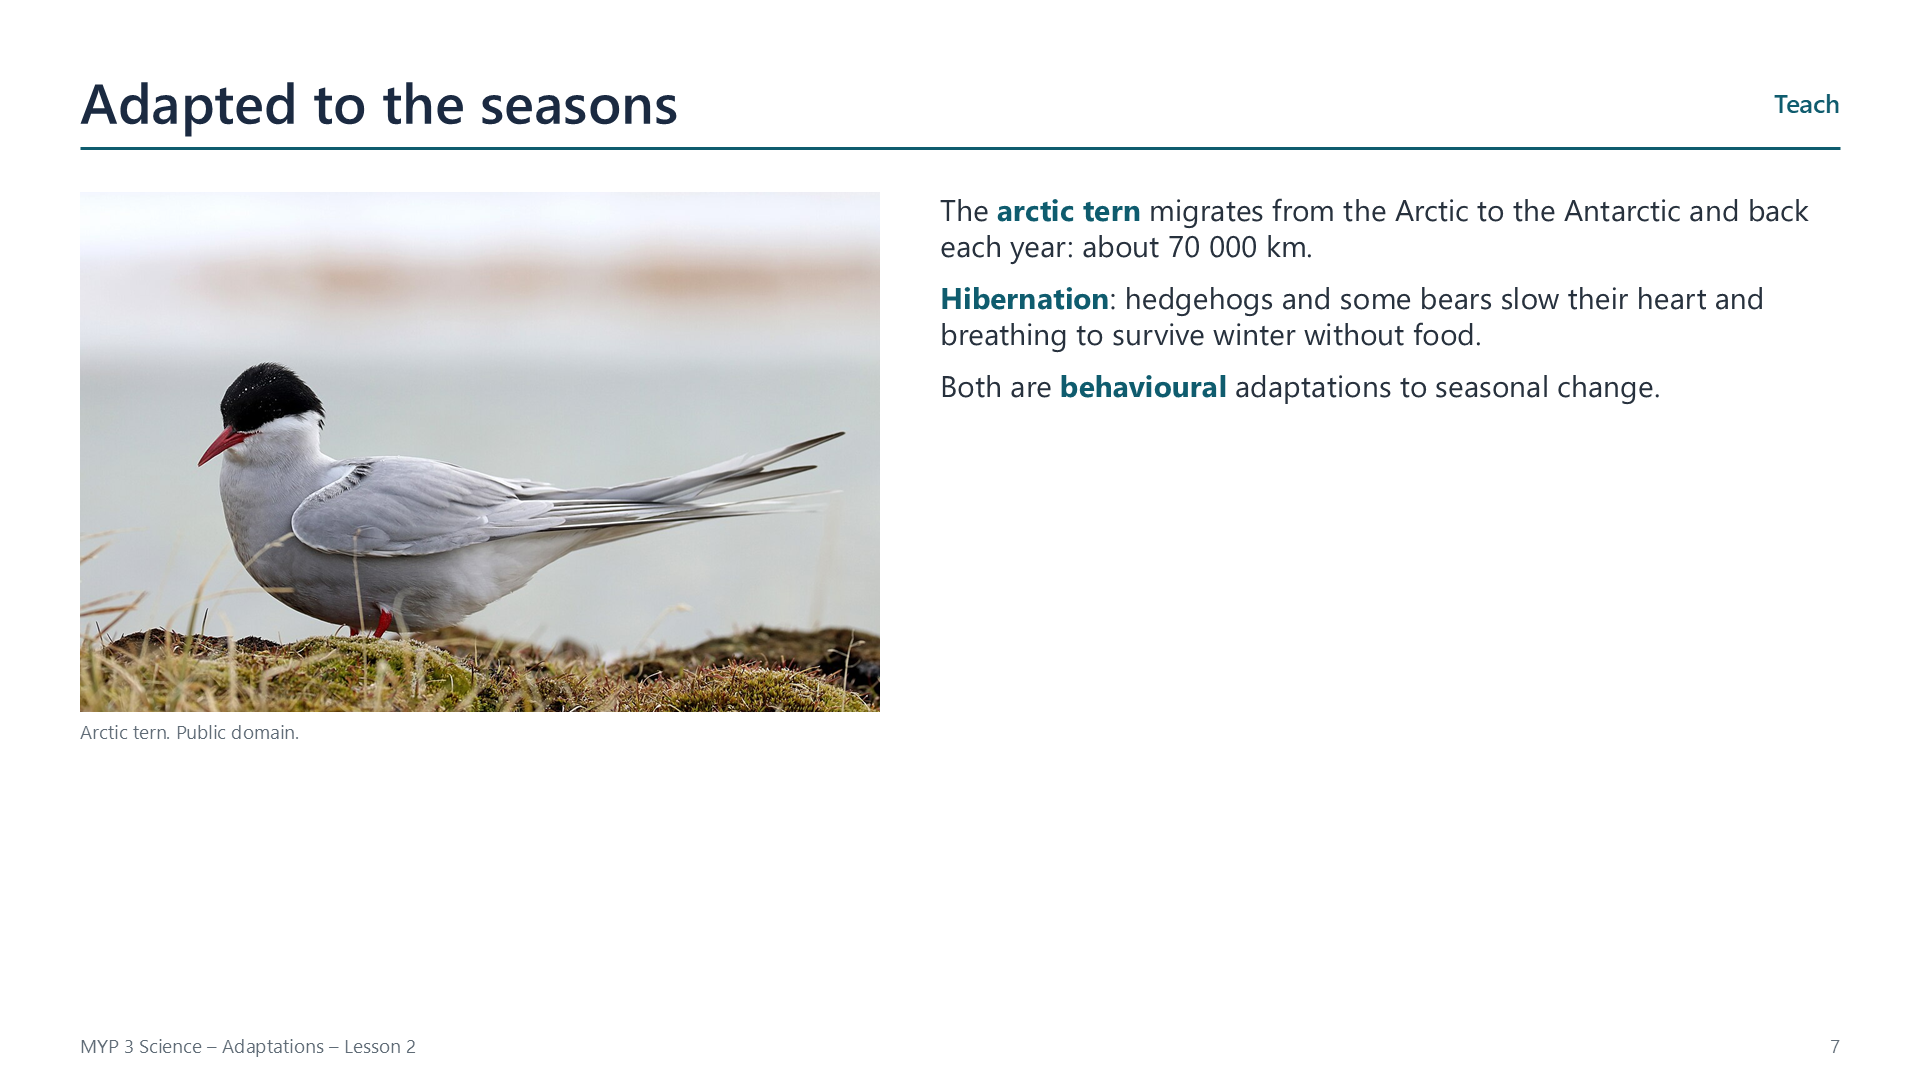 Adapted to the seasons
Teach
The arctic tern migrates from the Arctic to the Antarctic and back
each year: about 70 000 km.
Hibernation: hedgehogs and some bears slow their heart and
breathing to survive winter without food.
Both are behavioural adaptations to seasonal change.
Arctic tern. Public domain.
MYP 3 Science – Adaptations – Lesson 2
7